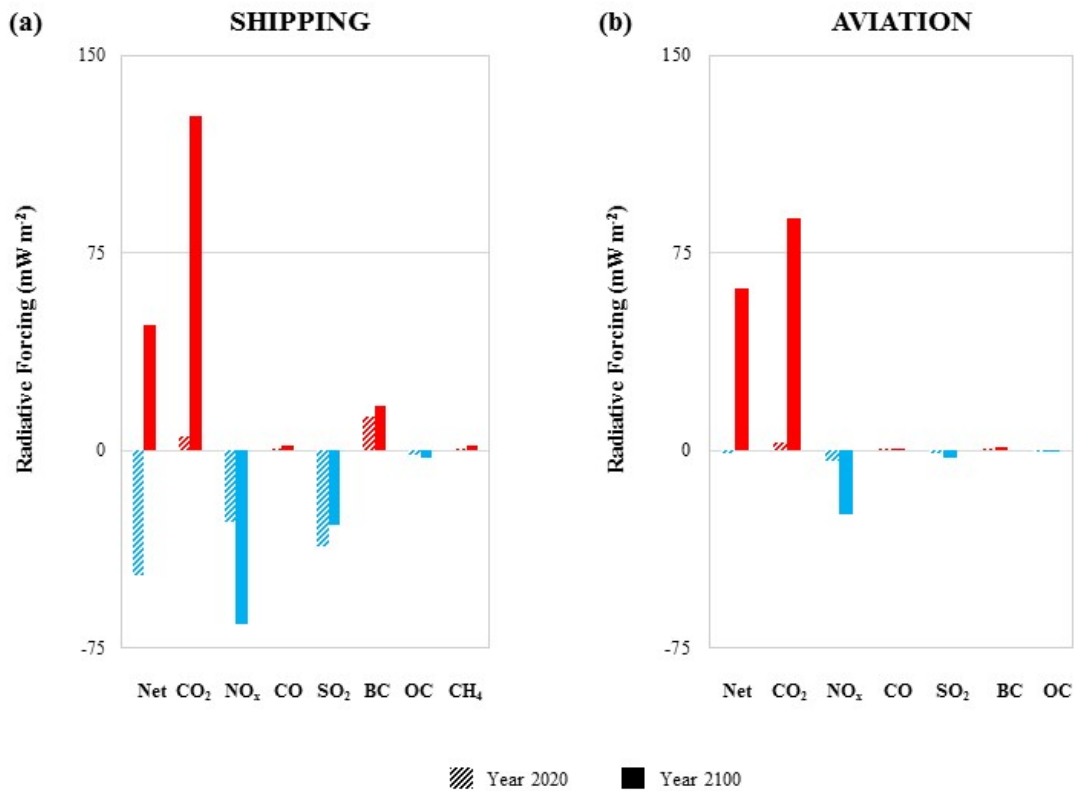 (a) SHIPPING
150
75
0
-75
Radiative Forcing (mW m⁻²)
Net CO₂ NOₓ CO SO₂ BC OC CH₄
(b) AVIATION
150
75
0
-75
Radiative Forcing (mW m⁻²)
Net CO₂ NOₓ CO SO₂ BC OC
Year 2020 Year 2100